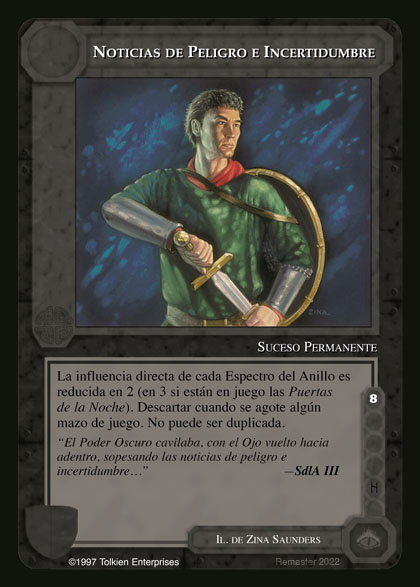 Noticias de Peligro e Incertidumbre
ZINA
Suceso Permanente
La influencia directa de cada Espectro del Anillo es
reducida en 2 (en 3 si están en juego las Puertas
de la Noche). Descartar cuando se agote algún
mazo de juego. No puede ser duplicada.
8
“El Poder Oscuro cavilaba, con el Ojo vuelto hacia
adentro, sopesando las noticias de peligro e
incertidumbre…” –SdlA III
H
Il. de Zina Saunders
©1997 Tolkien Enterprises
Remaster 2022